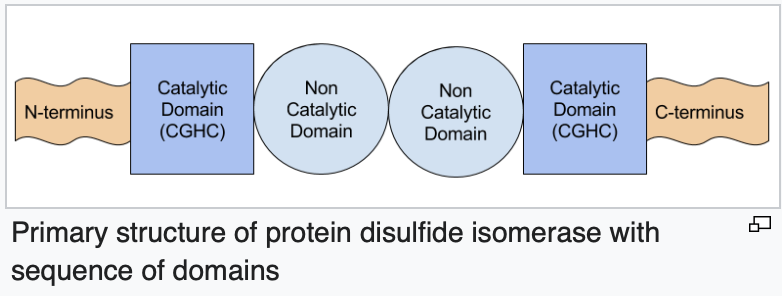 N-terminus
Catalytic
Domain
(CGHC)
Non
Catalytic
Domain
Non
Catalytic
Domain
Catalytic
Domain
(CGHC)
C-terminus
Primary structure of protein disulfide isomerase with
sequence of domains